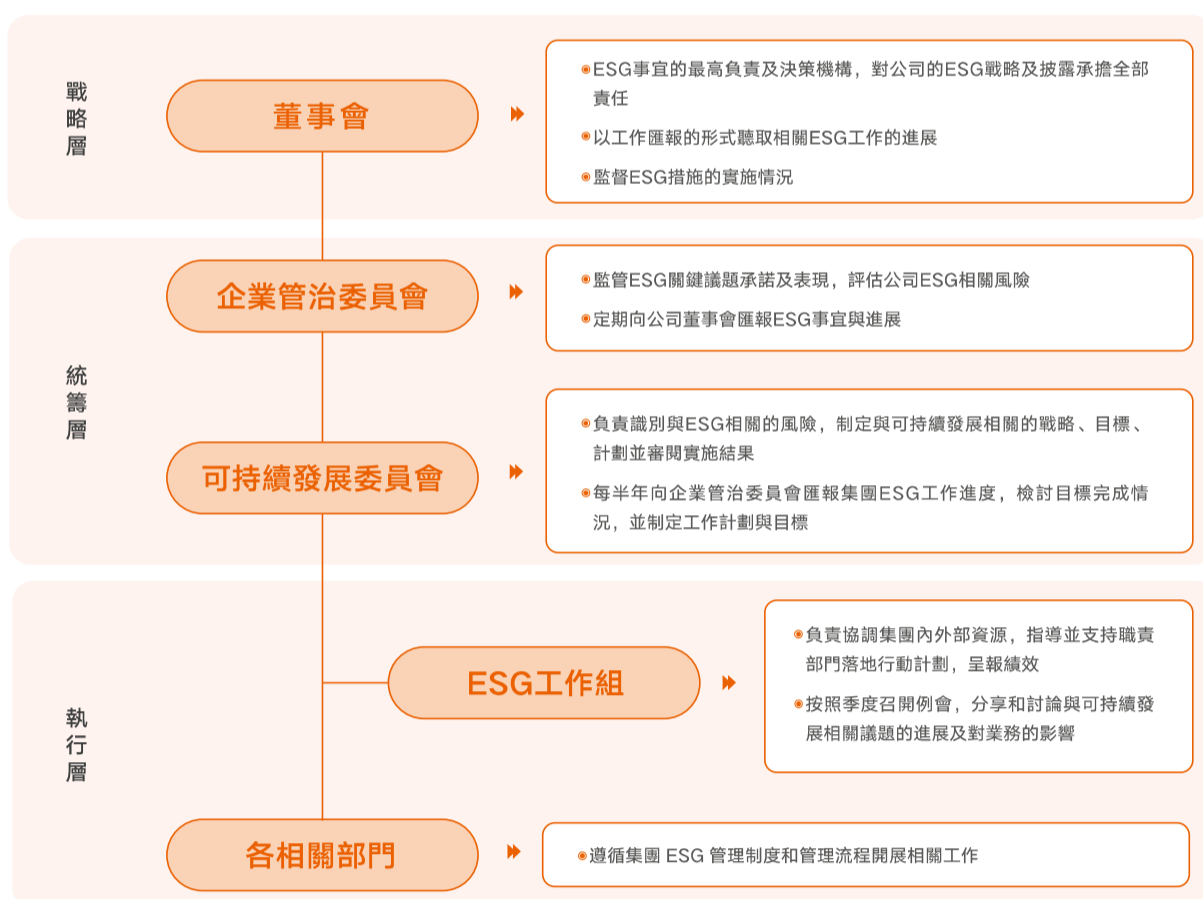 戰略層
董事會
◉ESG事宜的最高負責及決策機構，對公司的ESG戰略及披露承擔全部
責任
◉以工作匯報的形式聽取相關ESG工作的進展
◉監督ESG措施的實施情況
統籌層
企業管治委員會
◉監管ESG關鍵議題承諾及表現，評估公司ESG相關風險
◉定期向公司董事會匯報ESG事宜與進展
可持續發展委員會
◉負責識別與ESG相關的風險，制定與可持續發展相關的戰略、目標、
計劃並審閱實施結果
◉每半年向企業管治委員會匯報集團ESG工作進度，檢討目標完成情
況，並制定工作計劃與目標
執行層
ESG工作組
◉負責協調集團內外部資源，指導並支持職責
部門落地行動計劃，呈報績效
◉按照季度召開例會，分享和討論與可持續發
展相關議題的進展及對業務的影響
各相關部門
◉遵循集團 ESG 管理制度和管理流程開展相關工作